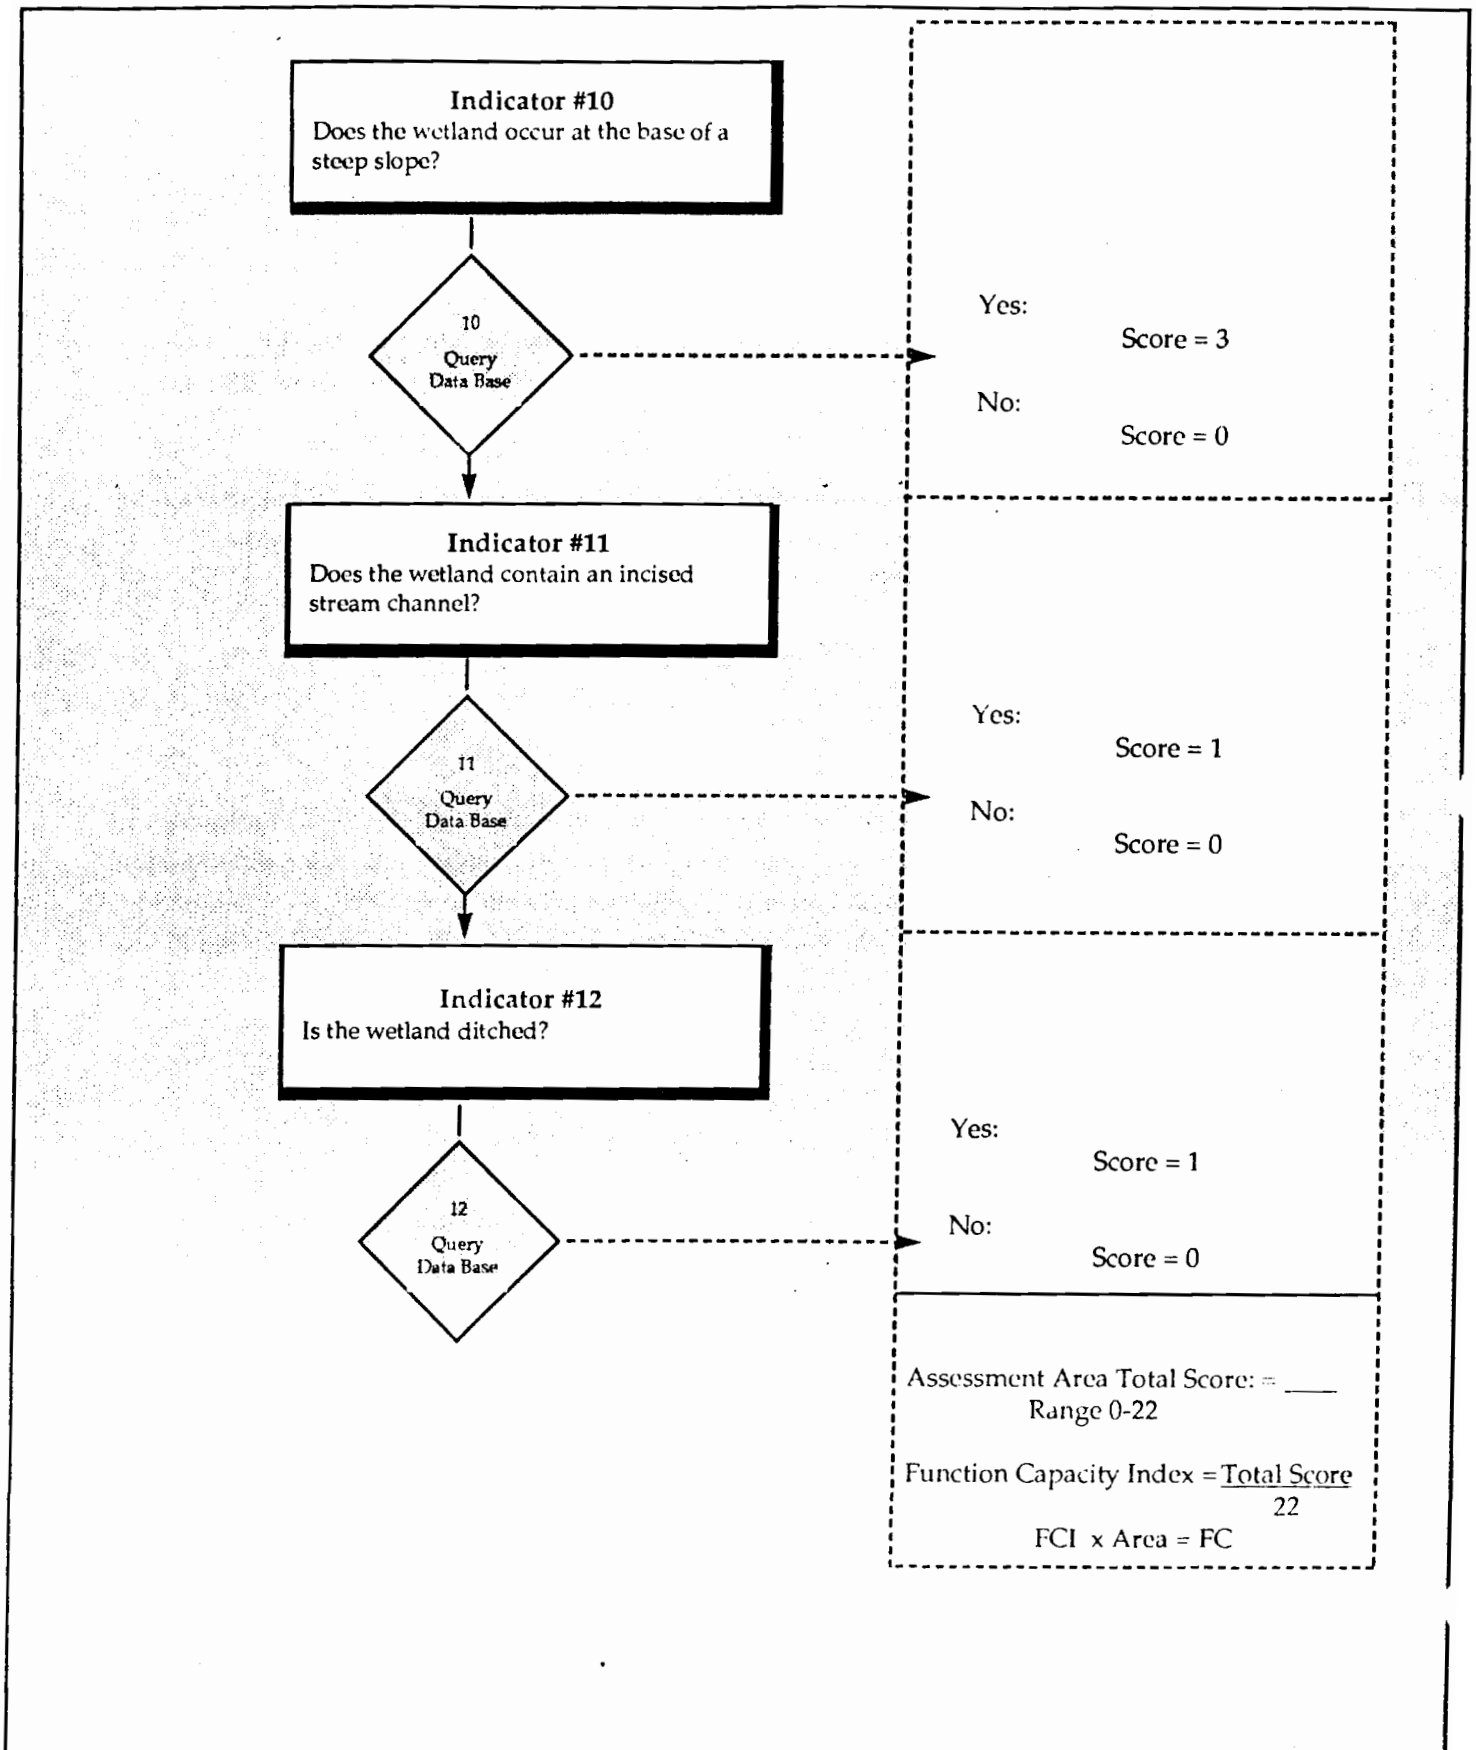 Indicator #10
Does the wetland occur at the base of a
steep slope?
10
Query
Data Base
Yes:
Score = 3
No:
Score = 0
Indicator #11
Does the wetland contain an incised
stream channel?
11
Query
Data Base
Yes:
Score = 1
No:
Score = 0
Indicator #12
Is the wetland ditched?
12
Query
Data Base
Yes:
Score = 1
No:
Score = 0
Assessment Area Total Score: = ____
Range 0-22
Function Capacity Index = Total Score
22
FCI x Area = FC